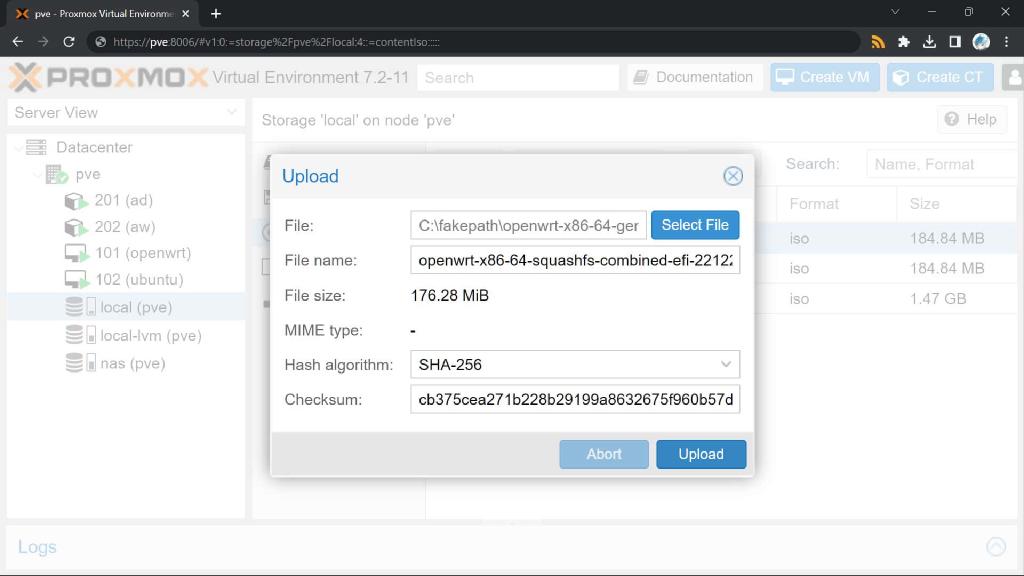 pve - Proxmox Virtual Environme
https://pve:8006/#v1:0:=storage%2Fpve%2Flocal:4::=contentIso:::::
PROXMOX Virtual Environment 7.2-11
Search
Documentation
Create VM
Create CT
Server View
Datacenter
pve
201 (ad)
202 (aw)
101 (openwrt)
102 (ubuntu)
local (pve)
local-lvm (pve)
nas (pve)
Storage 'local' on node 'pve'
Help
Search:
Name, Format
Format
Size
iso
184.84 MB
iso
184.84 MB
iso
1.47 GB
Upload
File:
C:\fakepath\openwrt-x86-64-ger
Select File
File name:
openwrt-x86-64-squashfs-combined-efi-22122
File size:
176.28 MiB
MIME type:
-
Hash algorithm:
SHA-256
Checksum:
cb375cea271b228b29199a8632675f960b57d
Abort
Upload
Logs